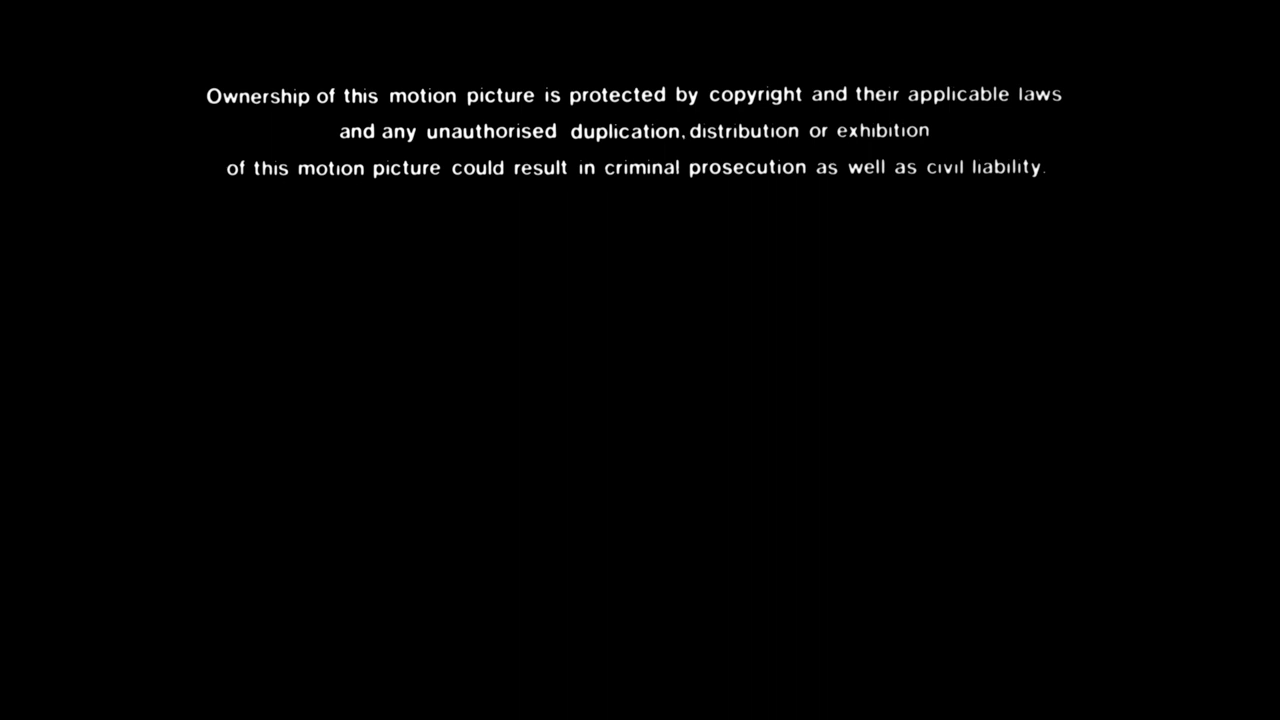 Ownership of this motion picture is protected by copyright and their applicable laws
and any unauthorised duplication, distribution or exhibition
of this motion picture could result in criminal prosecution as well as civil liability.